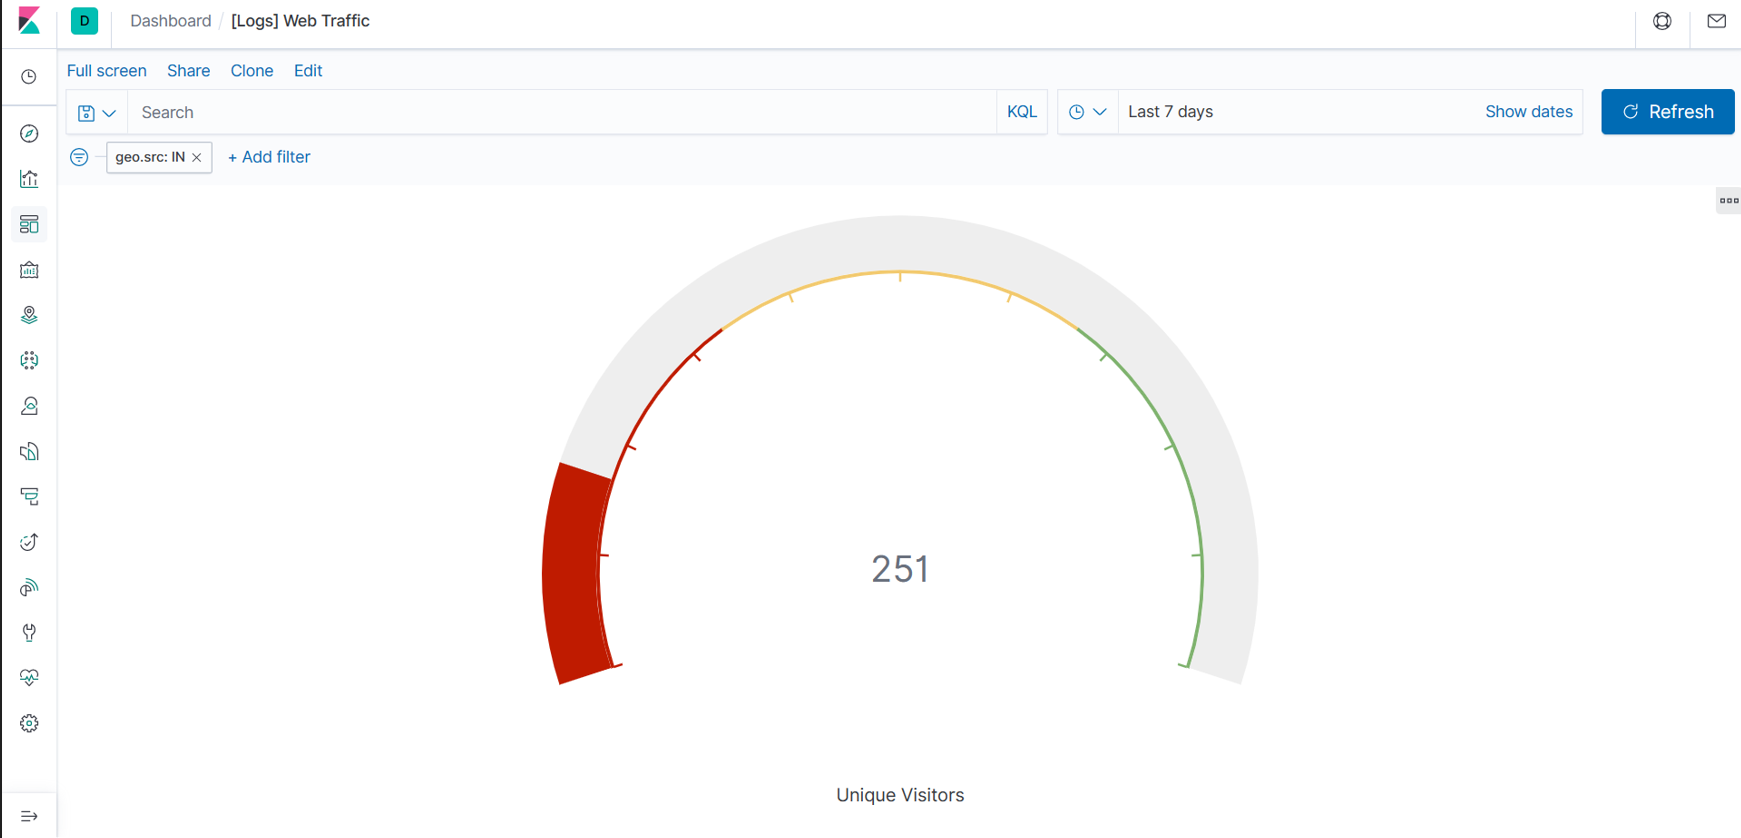 D Dashboard / [Logs] Web Traffic
Full screen Share Clone Edit
Search KQL Last 7 days Show dates Refresh
geo.src: IN × + Add filter
251
Unique Visitors